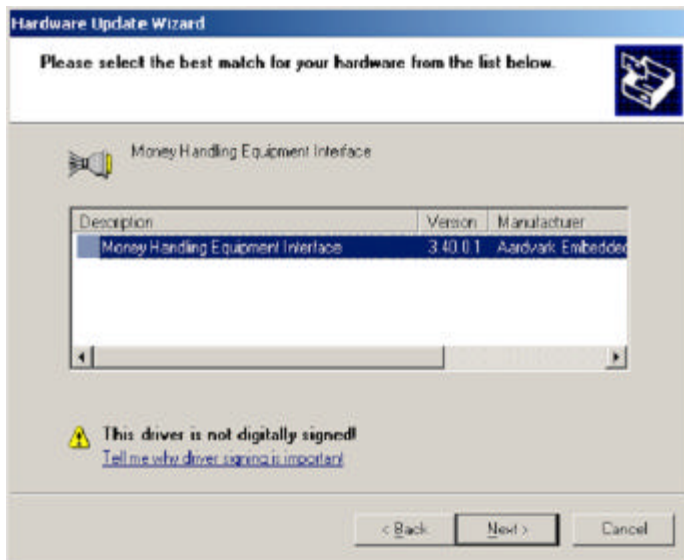 Hardware Update Wizard
Please select the best match for your hardware from the list below.
Money Handling Equipment Interface
Description Version Manufacturer
Money Handling Equipment Interface 3.40.0.1 Aardvark Embedded
This driver is not digitally signed!
Tell me why driver signing is important
< Back Next > Cancel